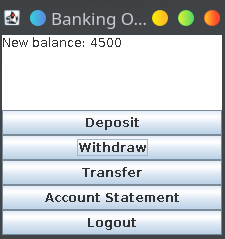 Banking O...
New balance: 4500
Deposit
Withdraw
Transfer
Account Statement
Logout